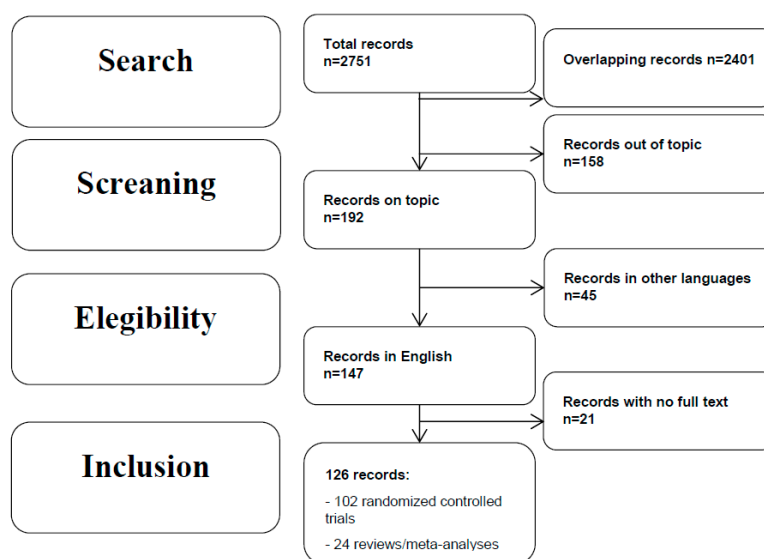 Search
Total records
n=2751
Overlapping records n=2401
Records out of topic
n=158
Screaning
Records on topic
n=192
Records in other languages
n=45
Elegibility
Records in English
n=147
Records with no full text
n=21
Inclusion
126 records:
- 102 randomized controlled
trials
- 24 reviews/meta-analyses